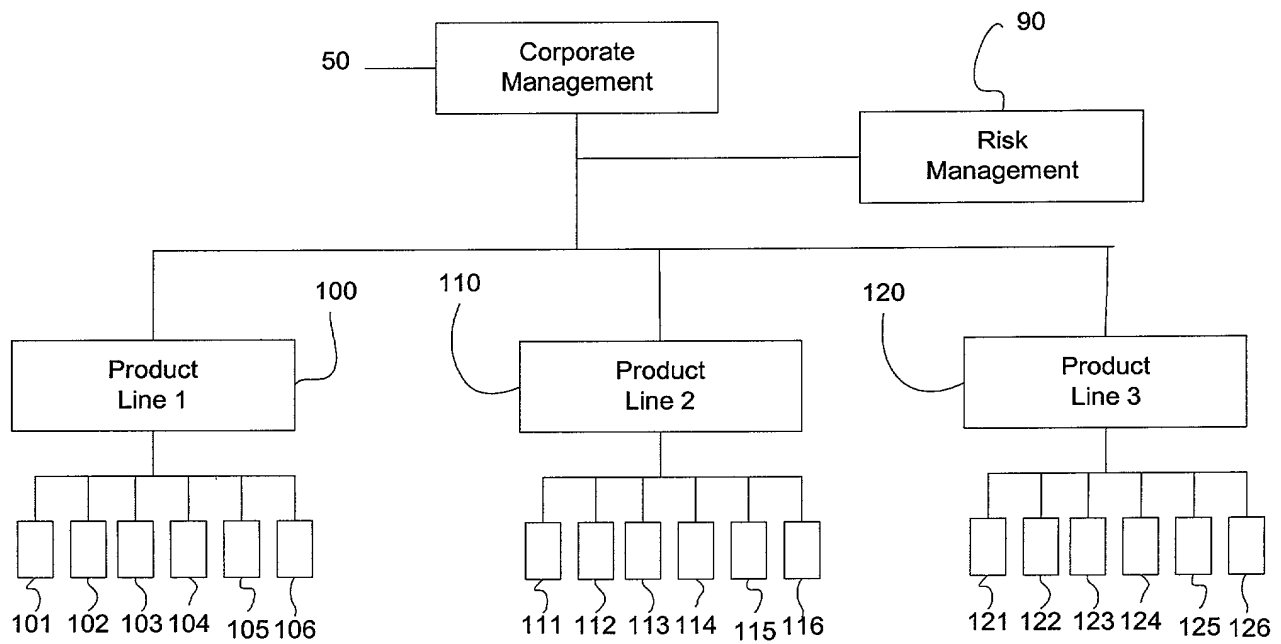 90
50
Corporate
Management
Risk
Management
100
110
120
Product
Line 1
Product
Line 2
Product
Line 3
101 102 103 104 105 106
111 112 113 114 115 116
121 122 123 124 125 126